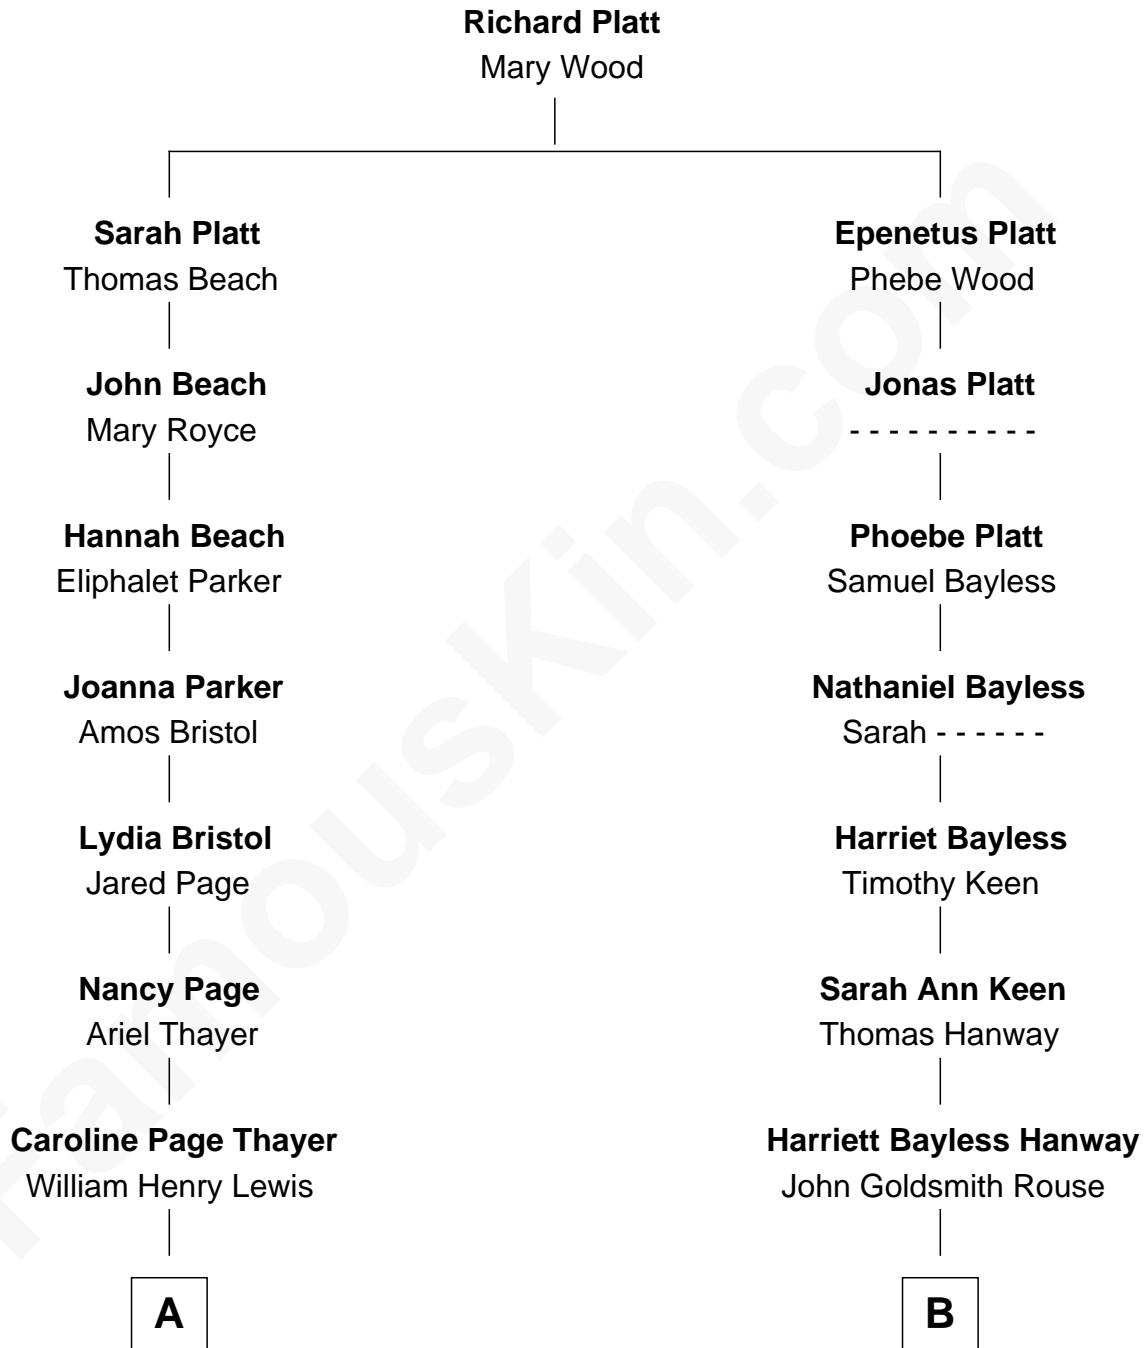 Richard Platt
Mary Wood
Sarah Platt
Thomas Beach
Epenetus Platt
Phebe Wood
John Beach
Mary Royce
Jonas Platt
- - - - - - - - - -
Hannah Beach
Eliphalet Parker
Phoebe Platt
Samuel Bayless
Joanna Parker
Amos Bristol
Nathaniel Bayless
Sarah - - - - - -
Lydia Bristol
Jared Page
Harriet Bayless
Timothy Keen
Nancy Page
Ariel Thayer
Sarah Ann Keen
Thomas Hanway
Caroline Page Thayer
William Henry Lewis
Harriett Bayless Hanway
John Goldsmith Rouse
A
B
FamousKin.com